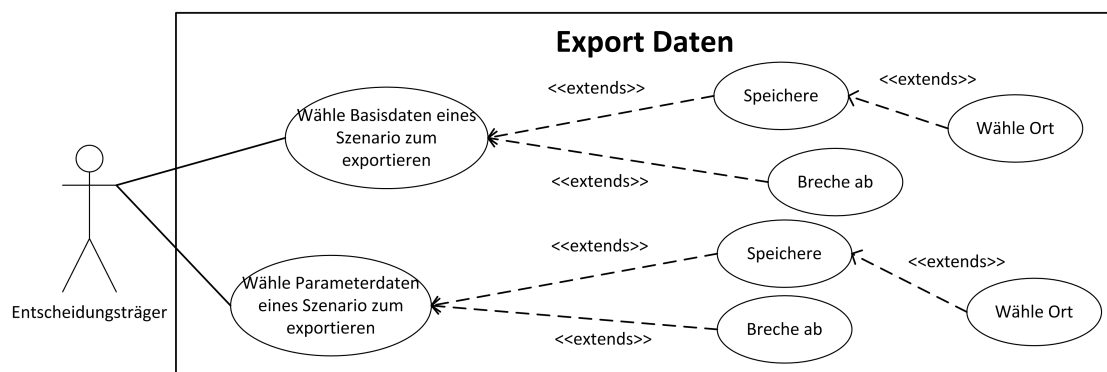 Export Daten
<<extends>>
<<extends>>
Speichere
Wähle Basisdaten eines
Szenario zum
exportieren
Wähle Ort
<<extends>>
Breche ab
<<extends>>
Speichere
<<extends>>
Wähle Parameterdaten
eines Szenario zum
exportieren
Wähle Ort
Entscheidungsträger
Breche ab
<<extends>>